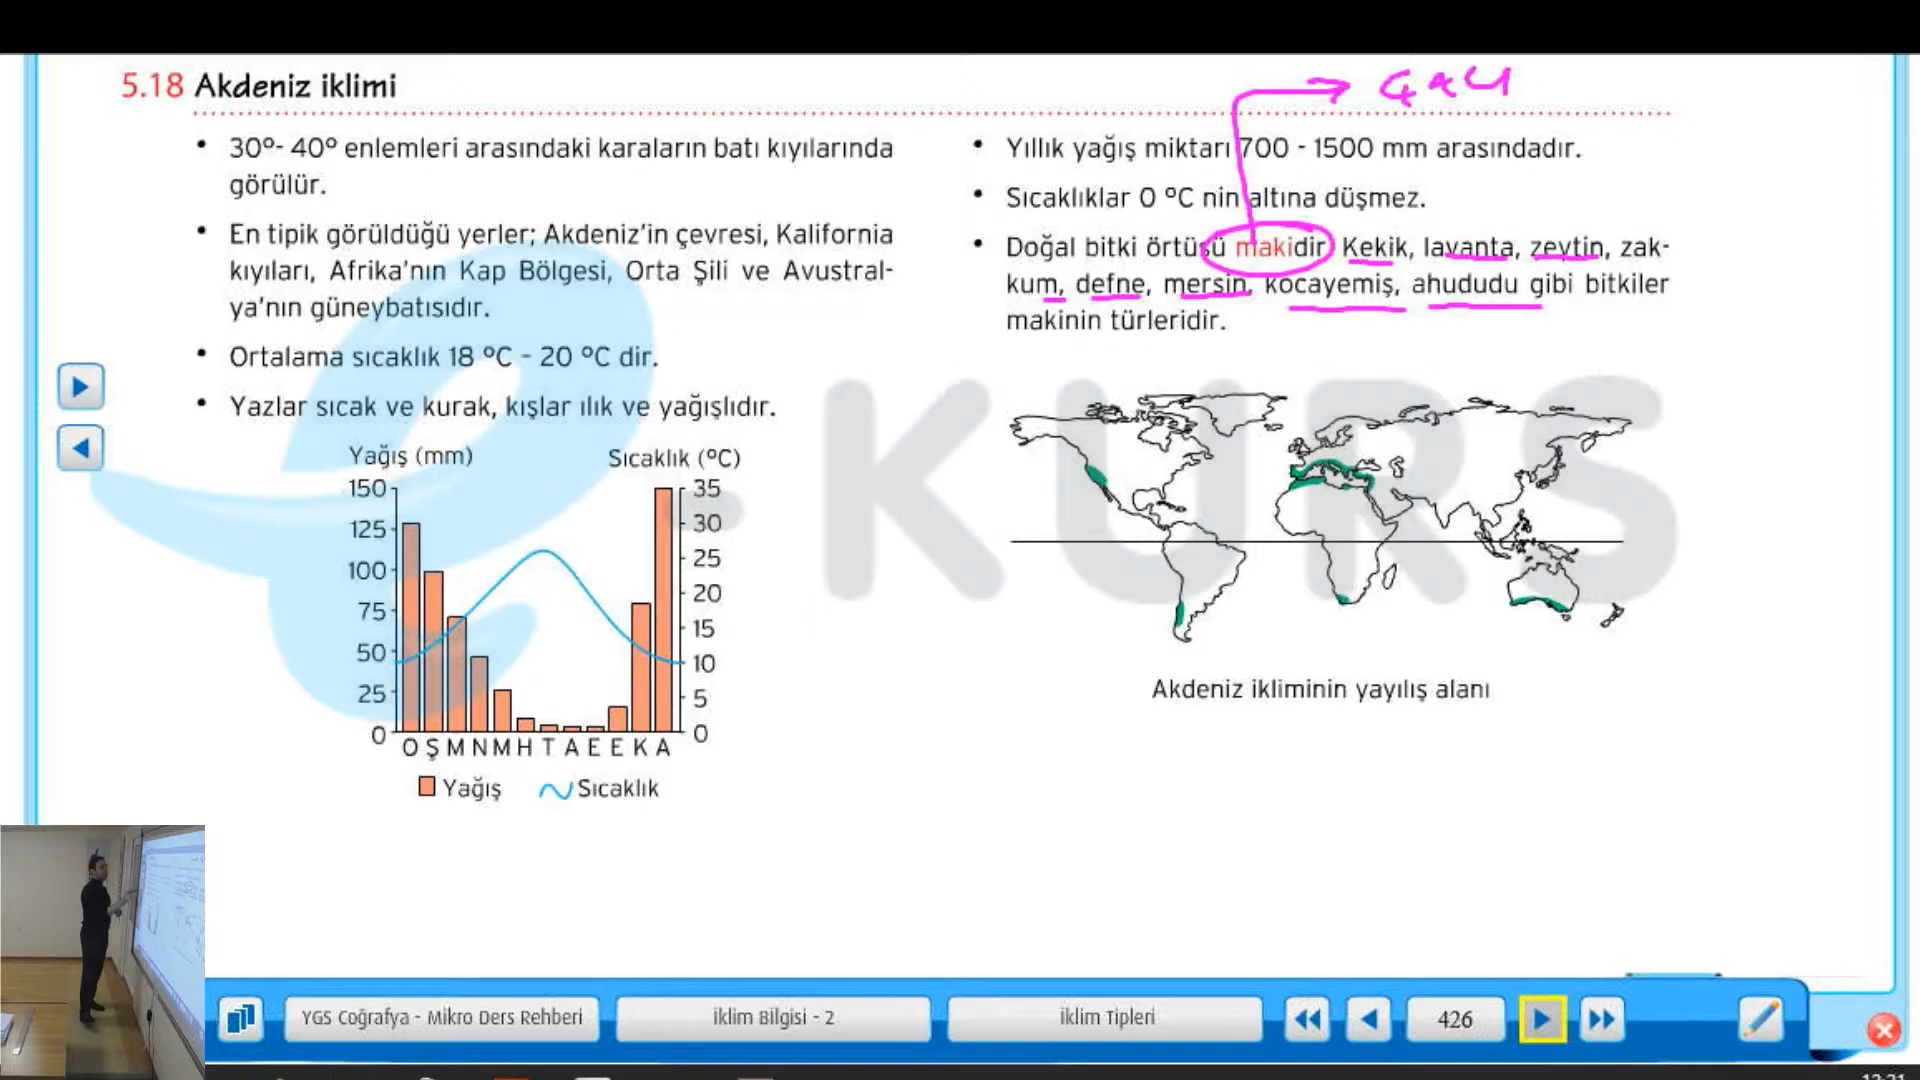 5.18 Akdeniz iklimi
• 30°- 40° enlemleri arasındaki karaların batı kıyılarında
görülür.
• En tipik görüldüğü yerler; Akdeniz'in çevresi, Kalifornia
kıyıları, Afrika'nın Kap Bölgesi, Orta Şili ve Avustral-
ya'nın güneybatısıdır.
• Ortalama sıcaklık 18 °C – 20 °C dir.
• Yazlar sıcak ve kurak, kışlar ılık ve yağışlıdır.
Yağış (mm)
Sıcaklık (°C)
150
125
100
75
50
25
0
35
30
25
20
15
10
5
0
O Ş M N M H T A E E K A
Yağış
Sıcaklık
çalı
• Yıllık yağış miktarı 700 - 1500 mm arasındadır.
• Sıcaklıklar 0 °C nin altına düşmez.
• Doğal bitki örtüsü makidir Kekik, lavanta, zeytin, zak-
kum, defne, mersin, kocayemiş, ahududu gibi bitkiler
makinin türleridir.
Akdeniz ikliminin yayılış alanı
KURS
YGS Coğrafya - Mikro Ders Rehberi
İklim Bilgisi - 2
İklim Tipleri
426